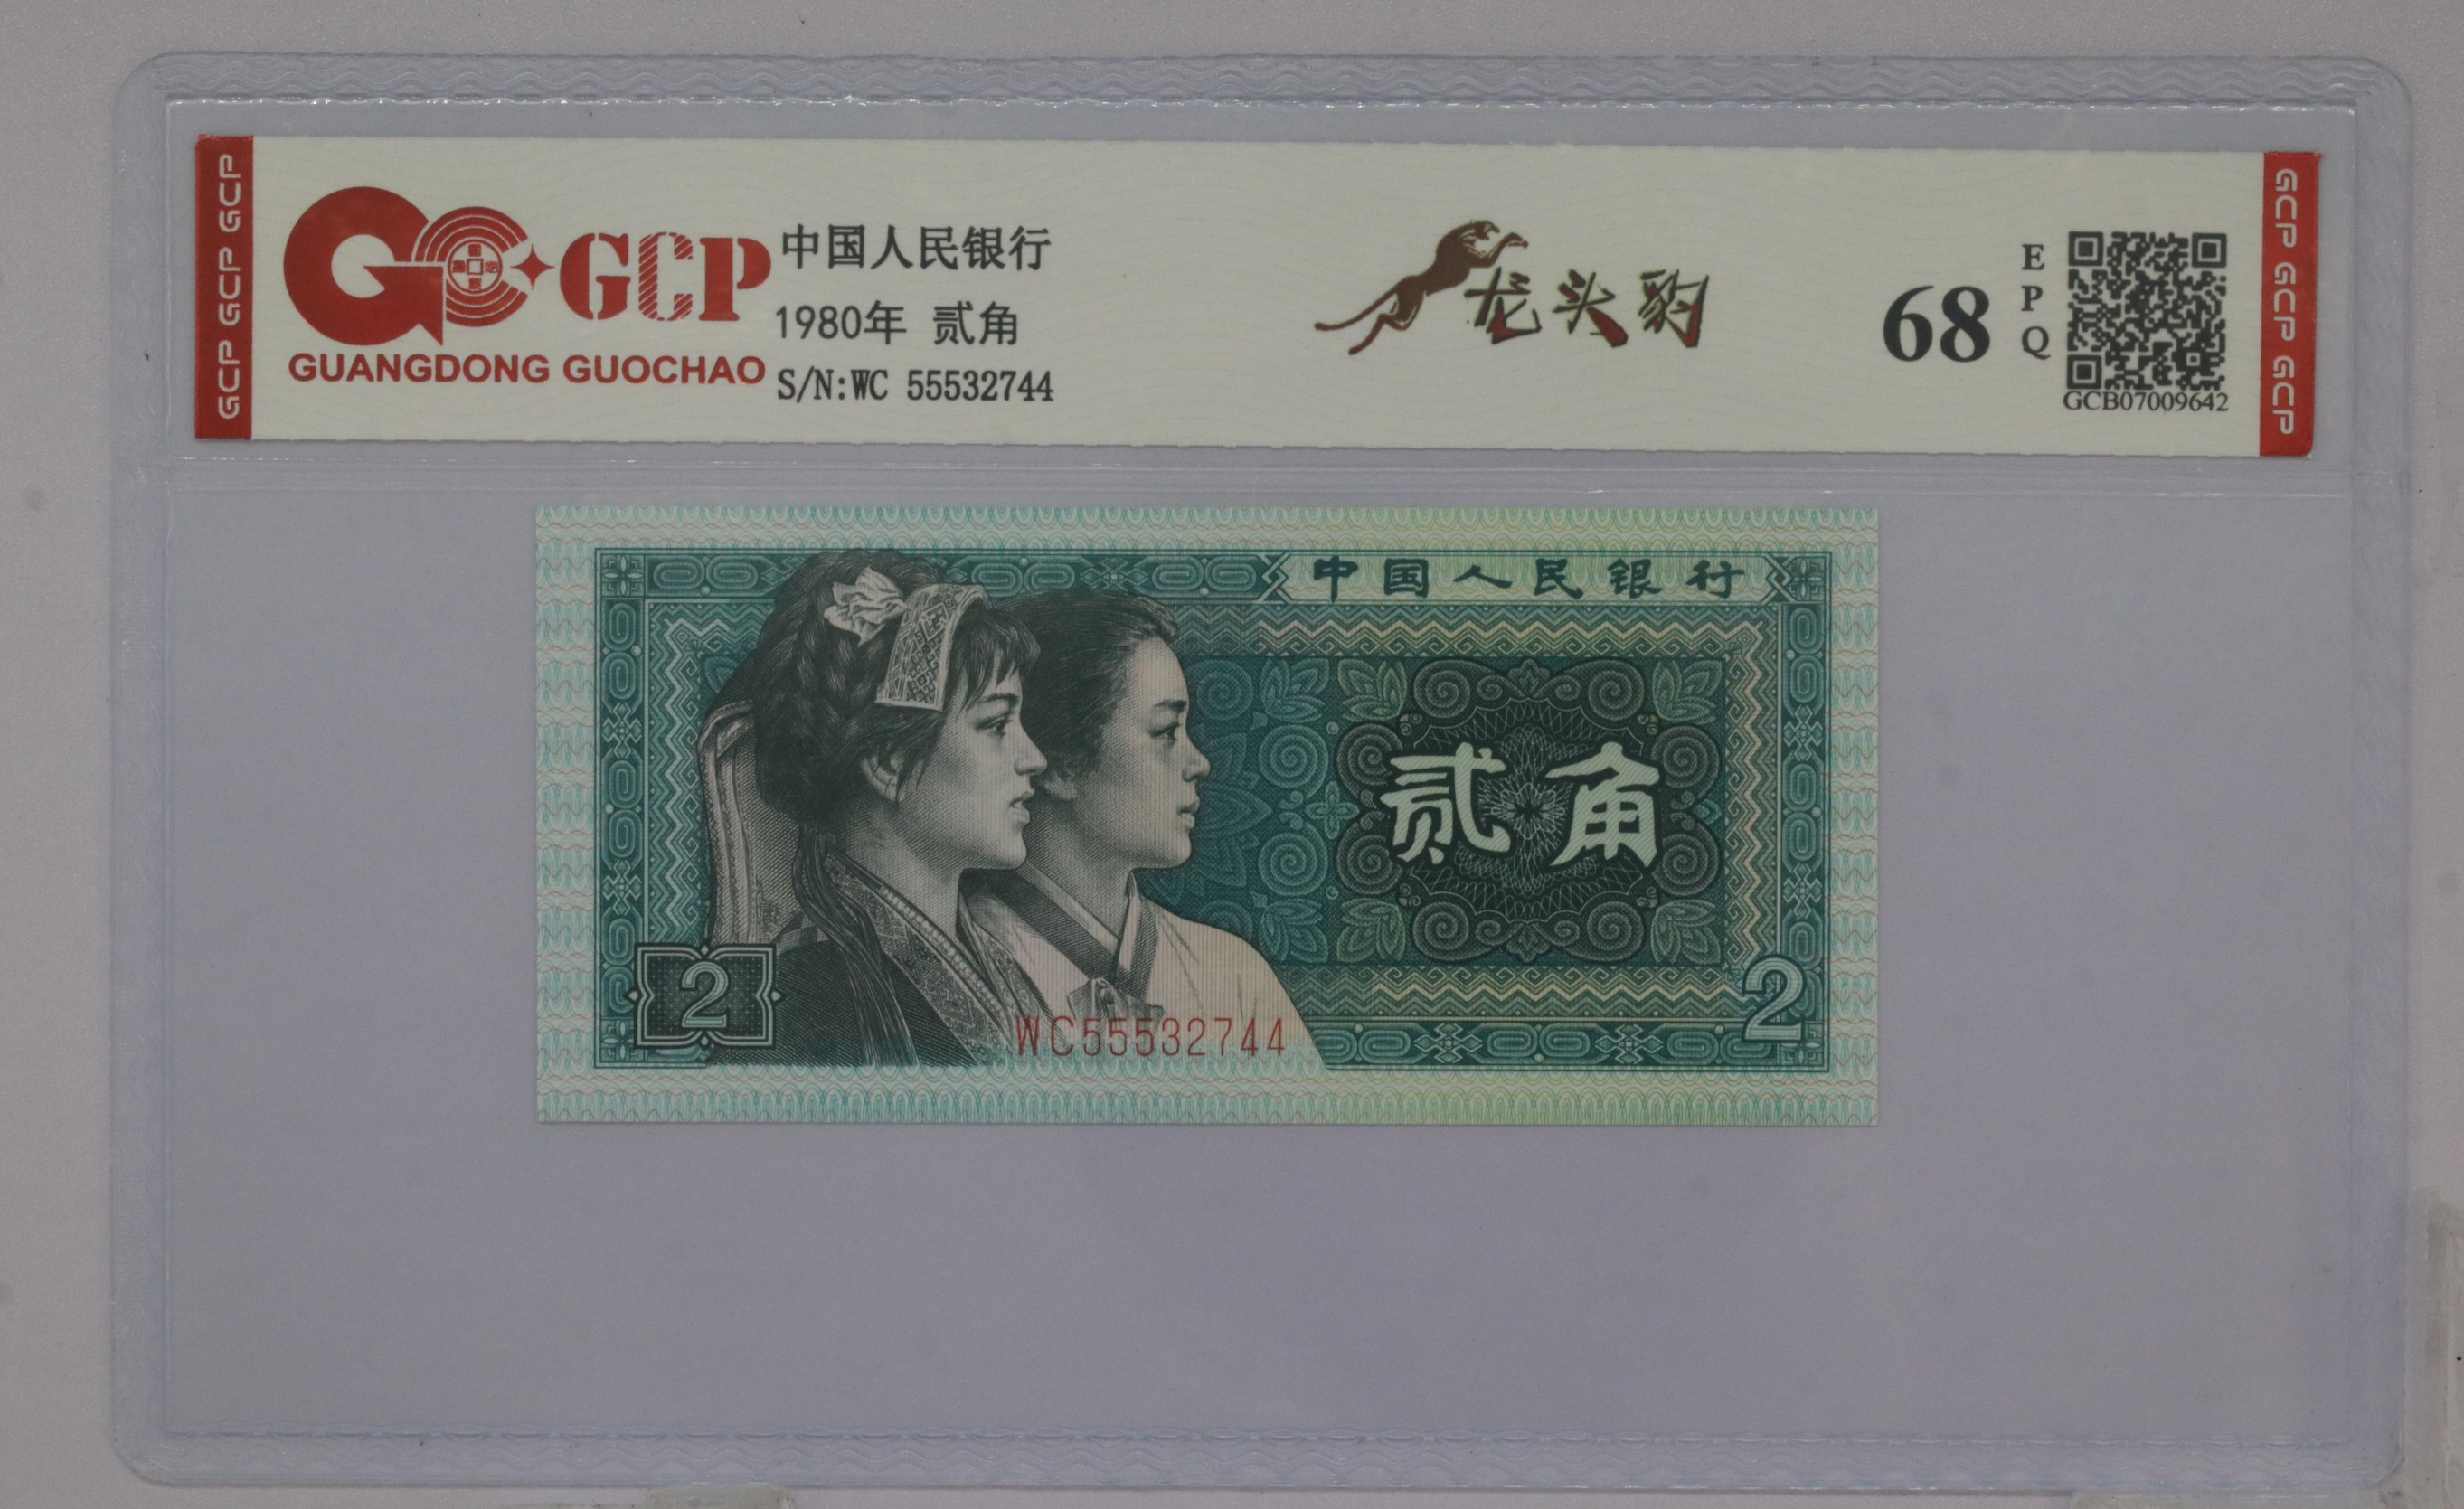 GCP GCP GCP
GCP
GUANGDONG GUOCHAO
中国人民银行
1980年 贰角
S/N:WC 55532744
龙头豹
68
EPQ
GCB07009642
GCP GCP GCP
中国人民银行
贰角
2
2
WC55532744